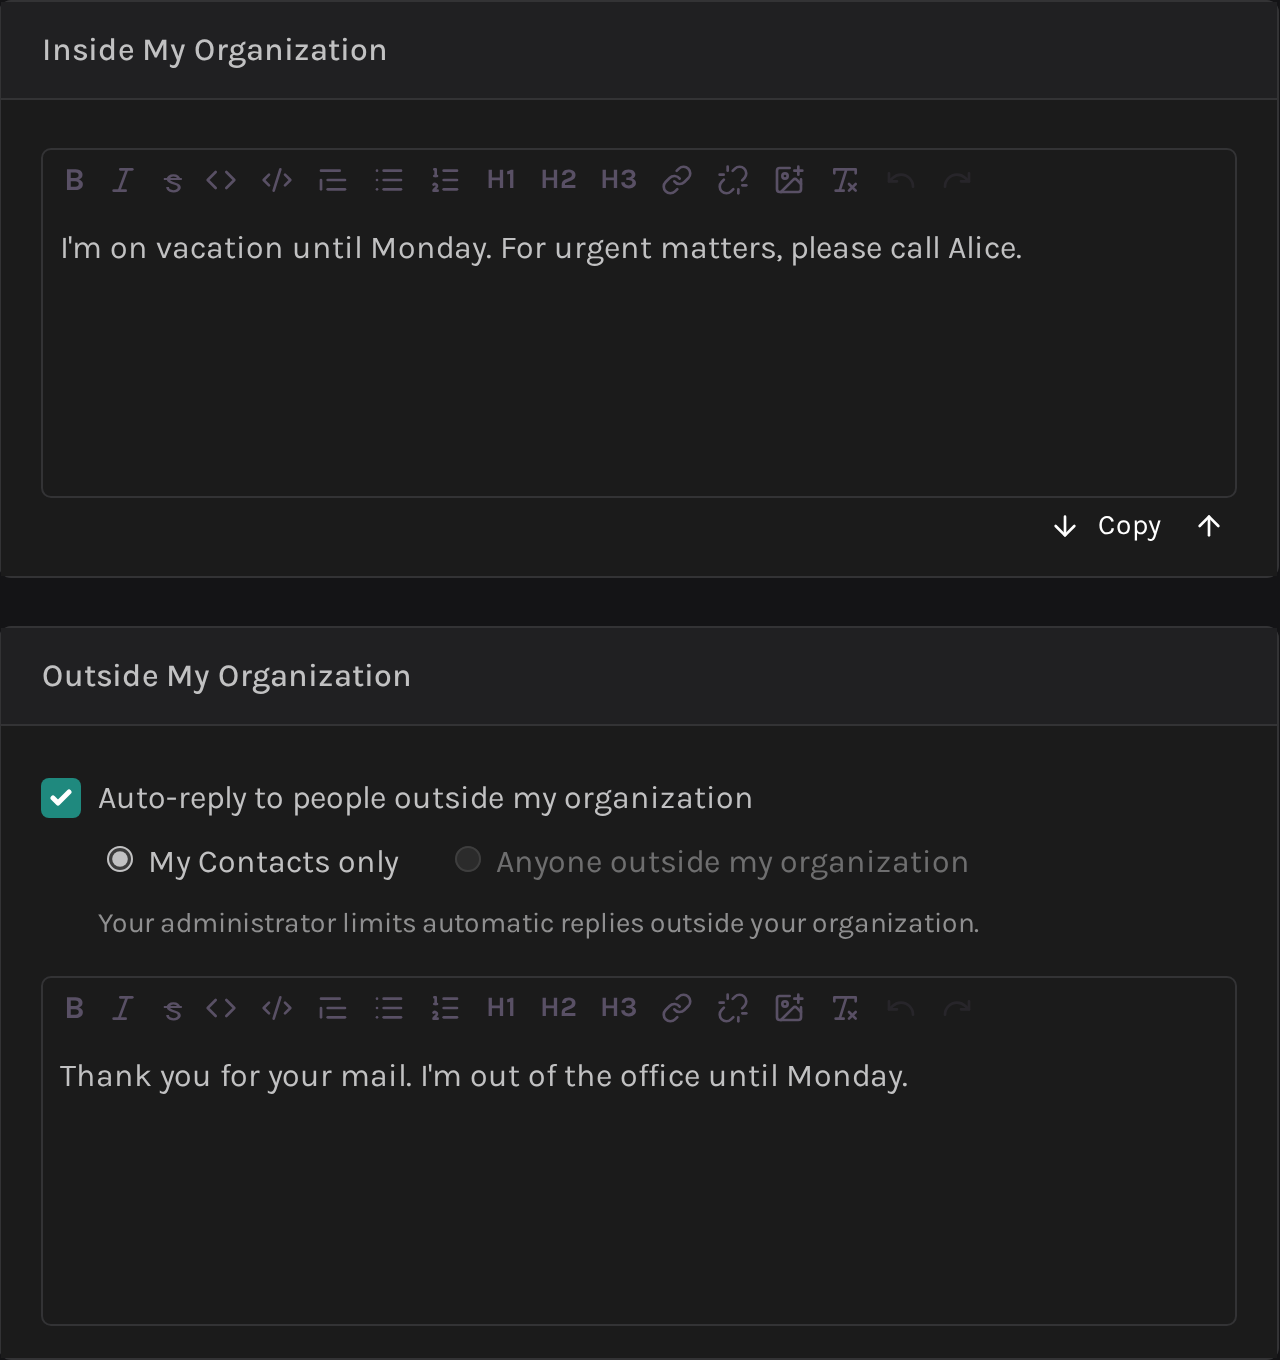 Inside My Organization
B I S <> </> H1 H2 H3
I'm on vacation until Monday. For urgent matters, please call Alice.
Copy
Outside My Organization
Auto-reply to people outside my organization
My Contacts only Anyone outside my organization
Your administrator limits automatic replies outside your organization.
B I S <> </> H1 H2 H3
Thank you for your mail. I'm out of the office until Monday.